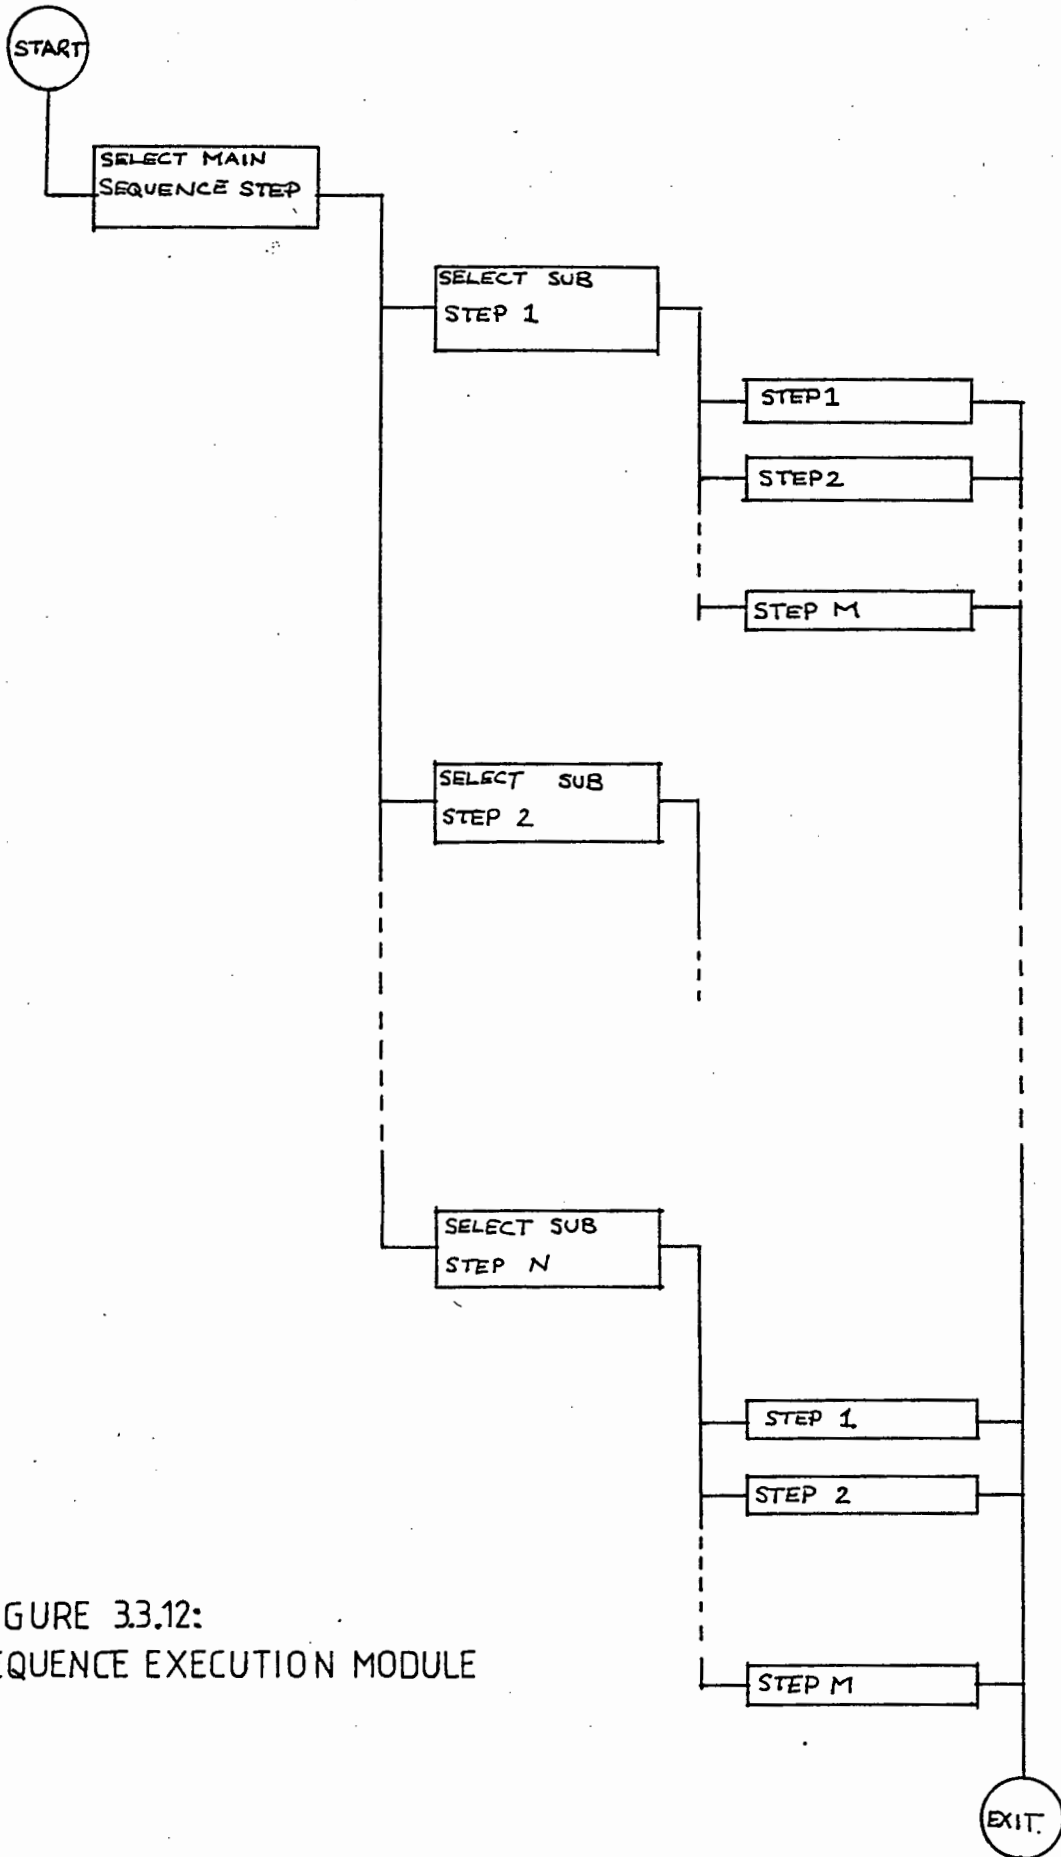 START
SELECT MAIN
SEQUENCE STEP
SELECT SUB
STEP 1
STEP1
STEP2
STEP M
SELECT SUB
STEP 2
SELECT SUB
STEP N
STEP 1
STEP 2
STEP M
GURE 3.3.12:
EQUENCE EXECUTION MODULE
EXIT.